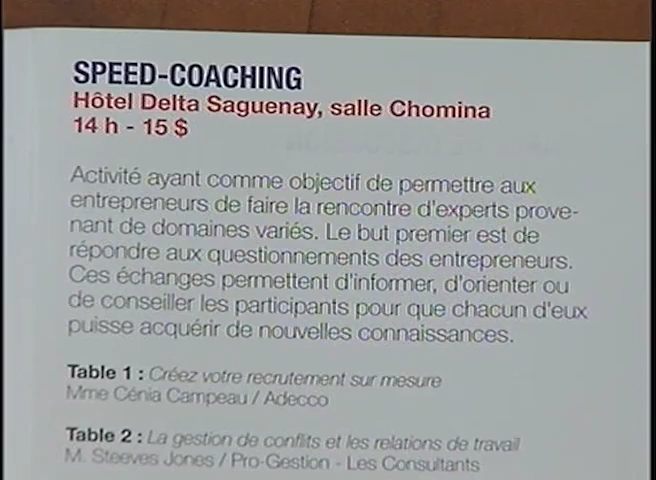 SPEED-COACHING
Hôtel Delta Saguenay, salle Chomina
14 h - 15 $
Activité ayant comme objectif de permettre aux
entrepreneurs de faire la rencontre d'experts prove-
nant de domaines variés. Le but premier est de
répondre aux questionnements des entrepreneurs.
Ces échanges permettent d'informer, d'orienter ou
de conseiller les participants pour que chacun d'eux
puisse acquérir de nouvelles connaissances.
Table 1 : Créez votre recrutement sur mesure
Mme Cénia Campeau / Adecco
Table 2 : La gestion de conflits et les relations de travail
M. Steeves Jones / Pro-Gestion - Les Consultants